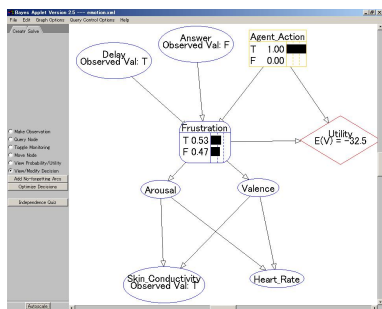 Bayes Applet Version 2.5 ---- emotion.xml
File Edit Graph Options Query Control Options Help
Create Solve
Make Observation
Query Node
Toggle Monitoring
Move Node
View Probability/Utility
View/Modify Decision
Add No-forgetting Arcs
Optimize Decisions
Independence Quiz
Autoscale
Delay
Observed Val: T
Answer
Observed Val: F
Agent_Action
T 1.00
F 0.00
Frustration
T 0.53
F 0.47
Utility
E(V) = -32.5
Arousal
Valence
Skin_Conductivity
Observed Val: T
Heart_Rate